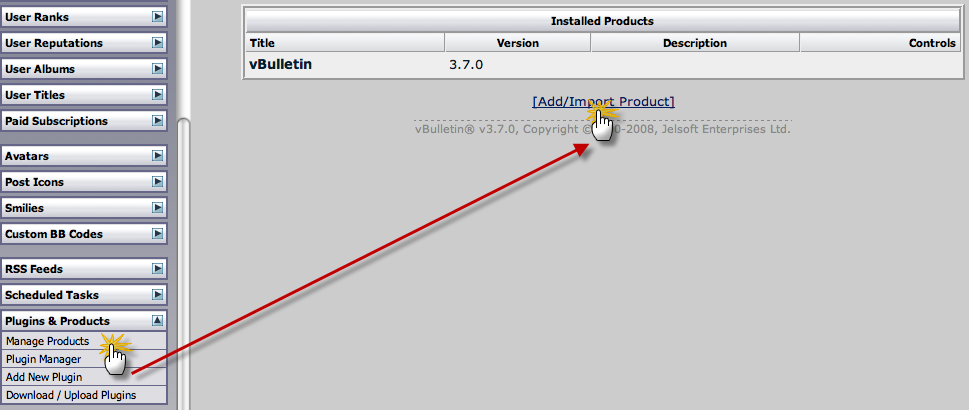 User Ranks
User Reputations
User Albums
User Titles
Paid Subscriptions
Avatars
Post Icons
Smilies
Custom BB Codes
RSS Feeds
Scheduled Tasks
Plugins & Products
Manage Products
Plugin Manager
Add New Plugin
Download / Upload Plugins
Installed Products
Title Version Description Controls
vBulletin 3.7.0
[Add/Import Product]
vBulletin® v3.7.0, Copyright ©0-2008, Jelsoft Enterprises Ltd.